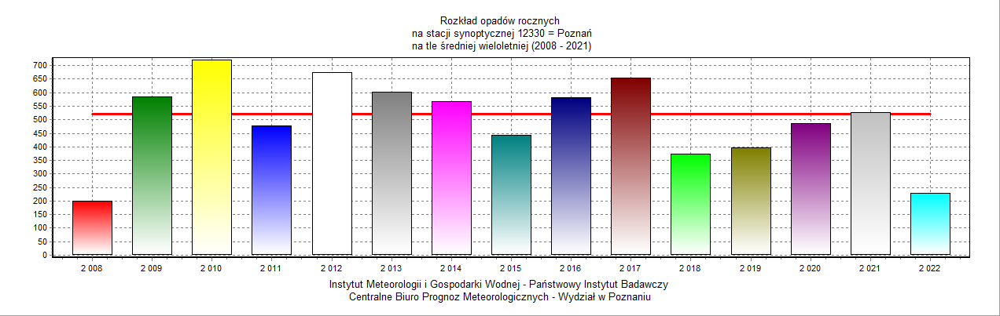 Rozkład opadów rocznych
na stacji synoptycznej 12330 = Poznań
na tle średniej wieloletniej (2008 - 2021)
700
650
600
550
500
450
400
350
300
250
200
150
100
50
0
2 008 2 009 2 010 2 011 2 012 2 013 2 014 2 015 2 016 2 017 2 018 2 019 2 020 2 021 2 022
Instytut Meteorologii i Gospodarki Wodnej - Państwowy Instytut Badawczy
Centralne Biuro Prognoz Meteorologicznych - Wydział w Poznaniu